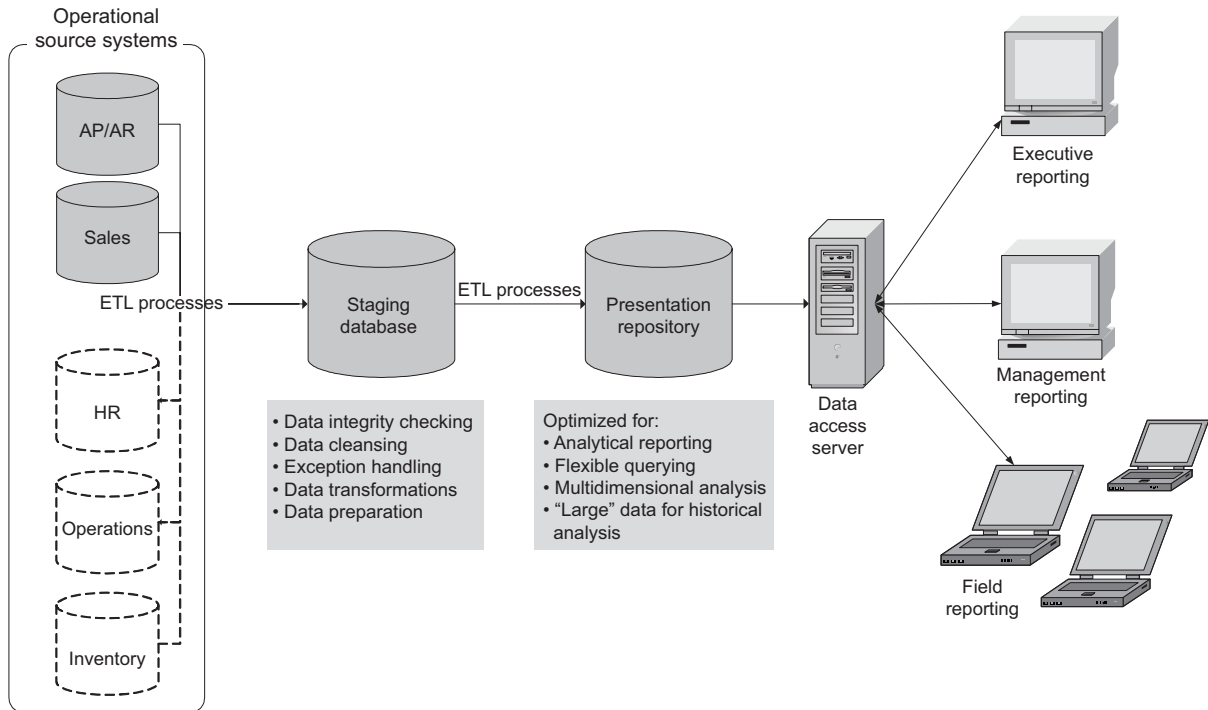 Operational
source systems
AP/AR
Sales
ETL processes
HR
Operations
Inventory
Staging
database
• Data integrity checking
• Data cleansing
• Exception handling
• Data transformations
• Data preparation
ETL processes
Presentation
repository
Optimized for:
• Analytical reporting
• Flexible querying
• Multidimensional analysis
• “Large” data for historical
analysis
Data
access
server
Executive
reporting
Management
reporting
Field
reporting